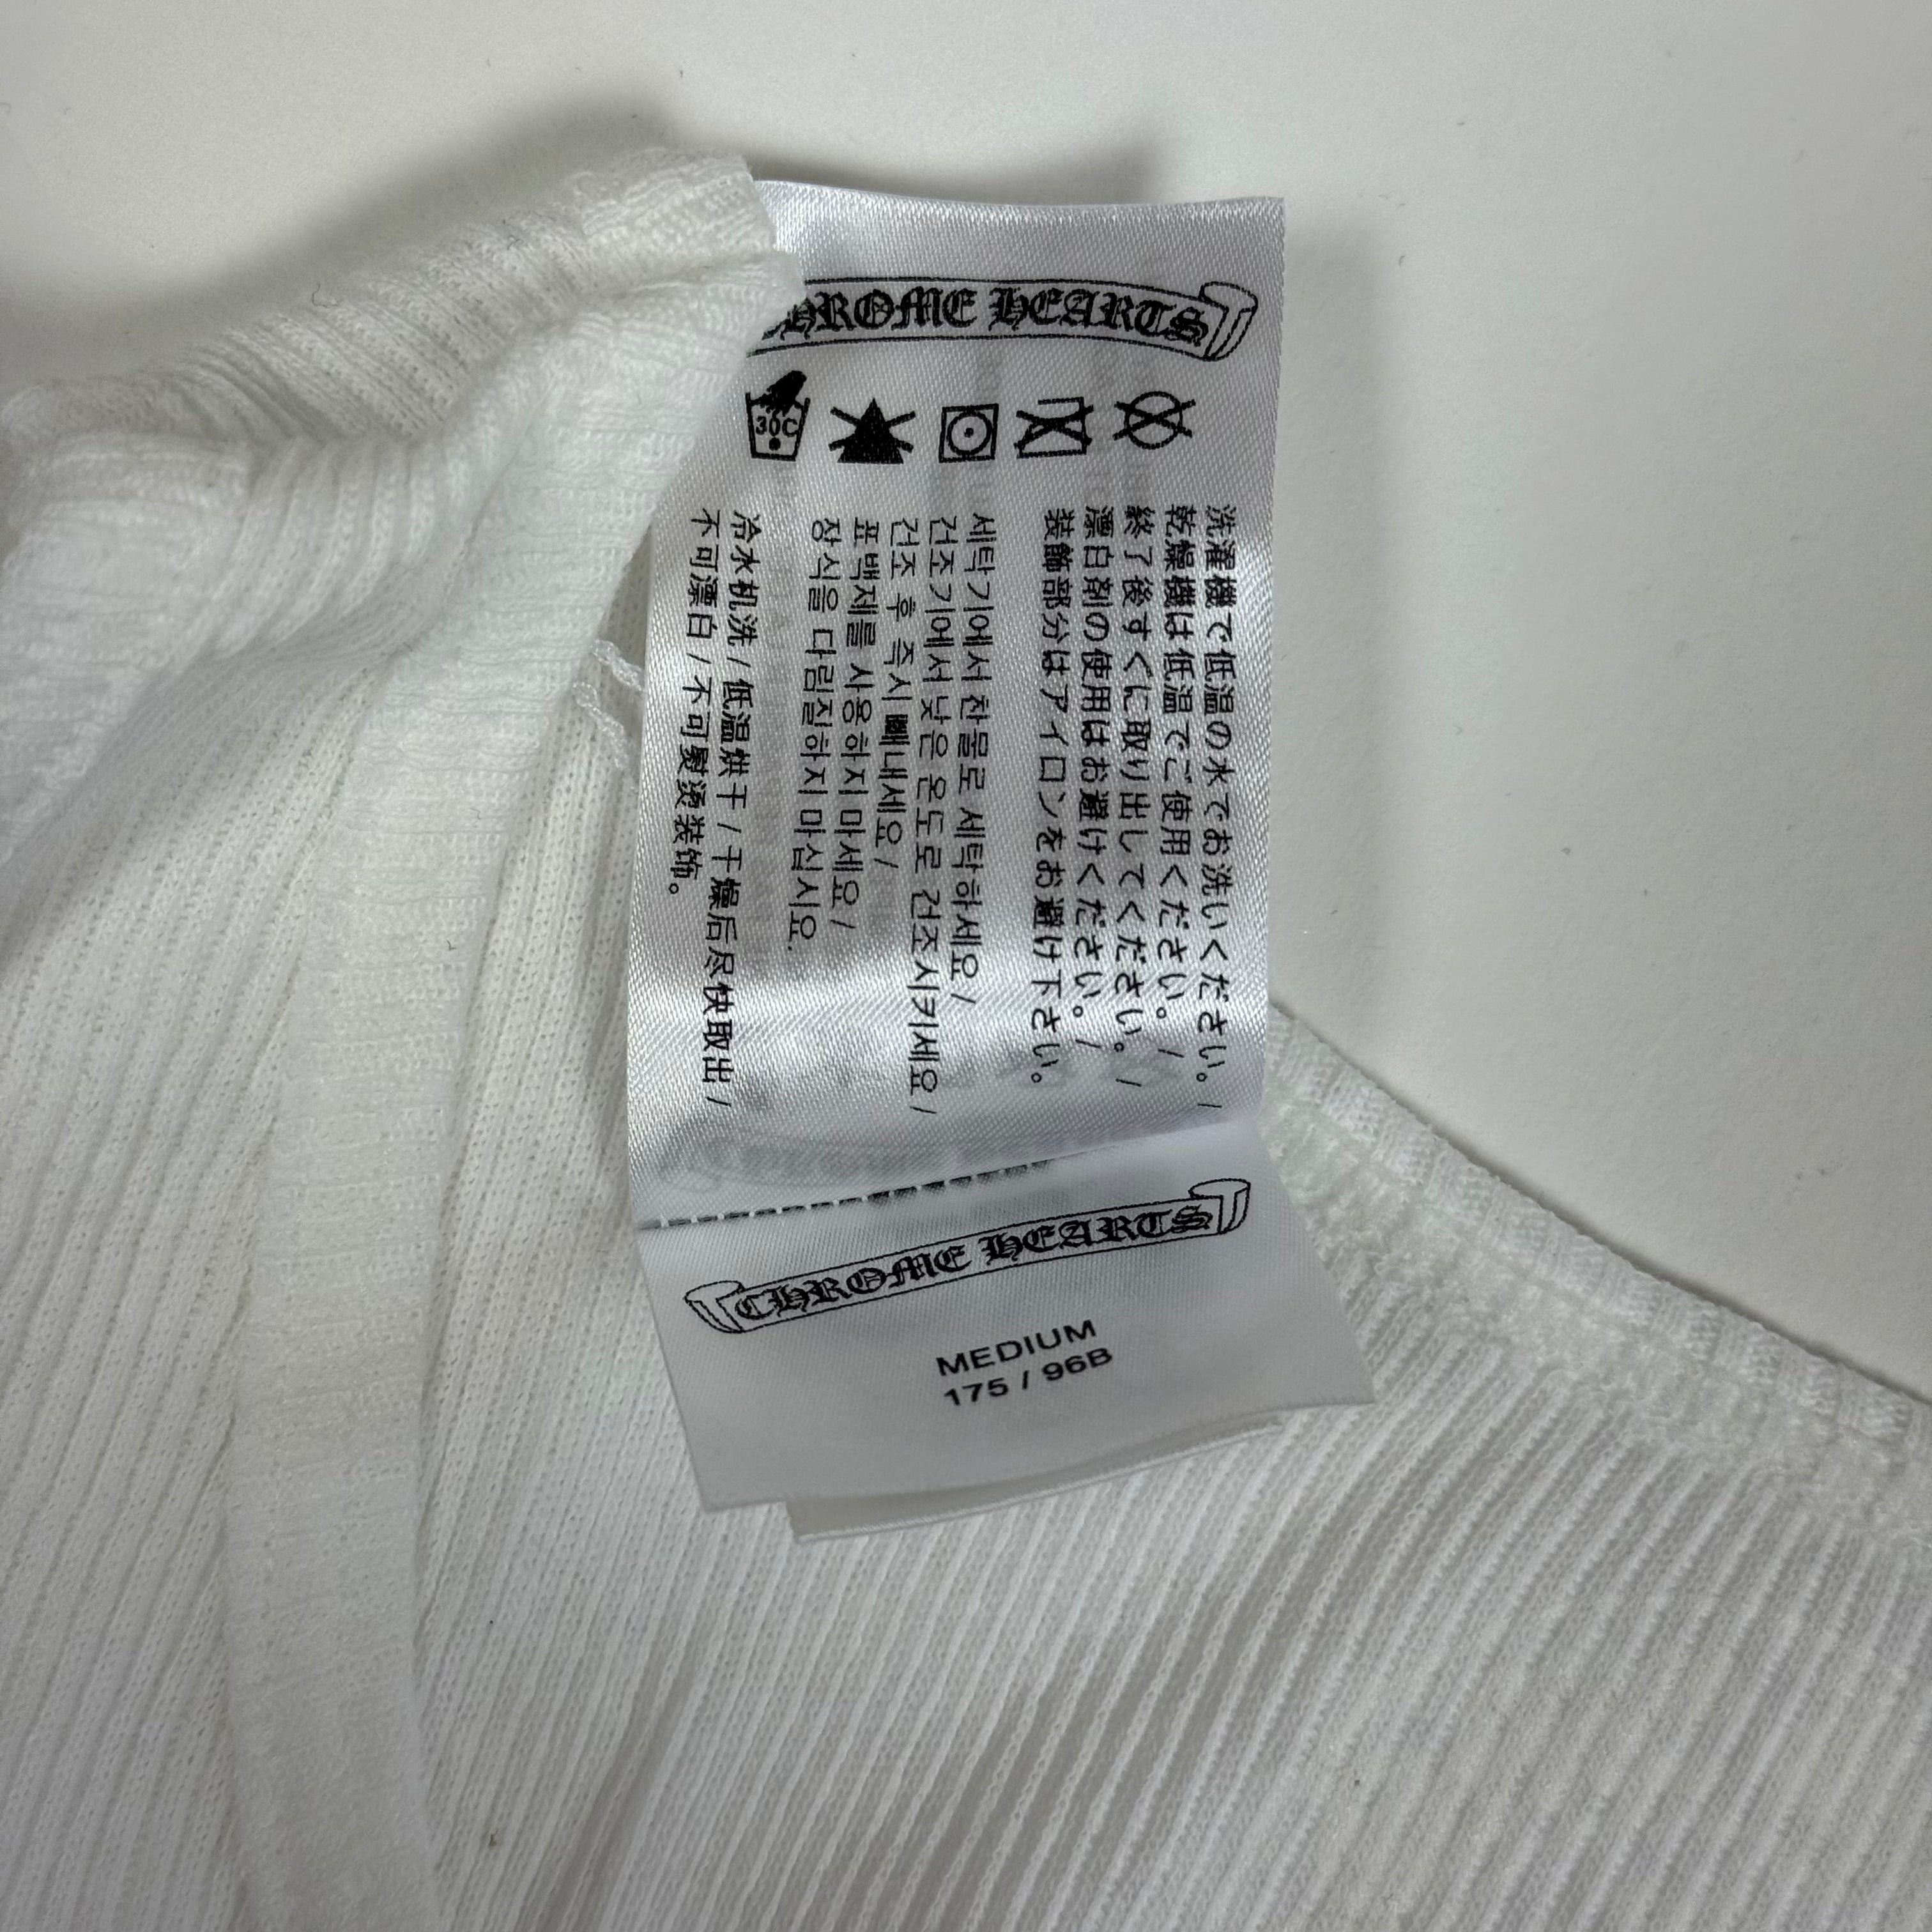 CHROME HEARTS
30C
洗濯機で低温の水でお洗いください。 /
乾燥機は低温でご使用ください。 /
終了後すぐに取り出してください。 /
漂白剤の使用はお避けください。 /
装飾部分はアイロンをお避け下さい。
세탁기에서 찬물로 세탁하세요 /
건조기에서 낮은 온도로 건조시키세요 /
건조 후 즉시 빼내세요 /
표백제를 사용하지 마세요 /
장식을 다림질하지 마십시요.
冷水机洗 / 低温烘干 / 干燥后尽快取出 /
不可漂白 / 不可熨烫装饰。
CHROME HEARTS
MEDIUM
175 / 96B